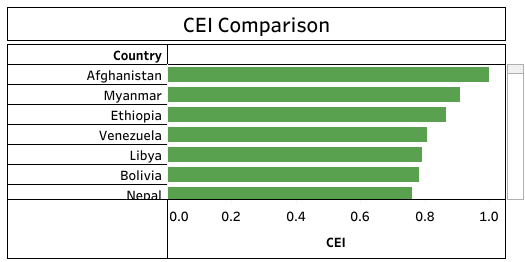 CEI Comparison
Country
Afghanistan
Myanmar
Ethiopia
Venezuela
Libya
Bolivia
Nepal
0.0 0.2 0.4 0.6 0.8 1.0
CEI